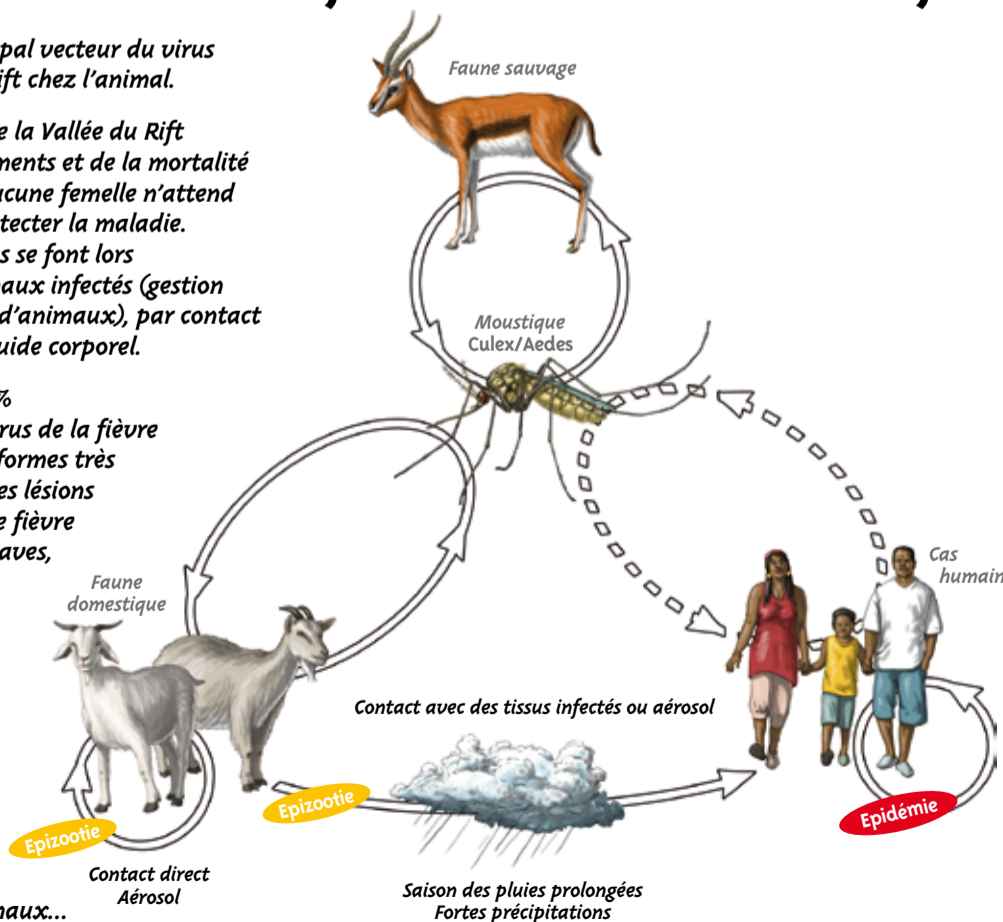 pal vecteur du virus
ift chez l'animal.
e la Vallée du Rift
ments et de la mortalité
ucune femelle n'attend
tecter la maladie.
s se font lors
aux infectés (gestion
d'animaux), par contact
uide corporel.
%
rus de la fièvre
formes très
es lésions
e fièvre
aves,
Faune sauvage
Moustique
Culex/Aedes
Cas
humain
Faune
domestique
Contact avec des tissus infectés ou aérosol
Epizootie
Epizootie
Epidémie
Contact direct
Aérosol
Saison des pluies prolongées
Fortes précipitations
naux...